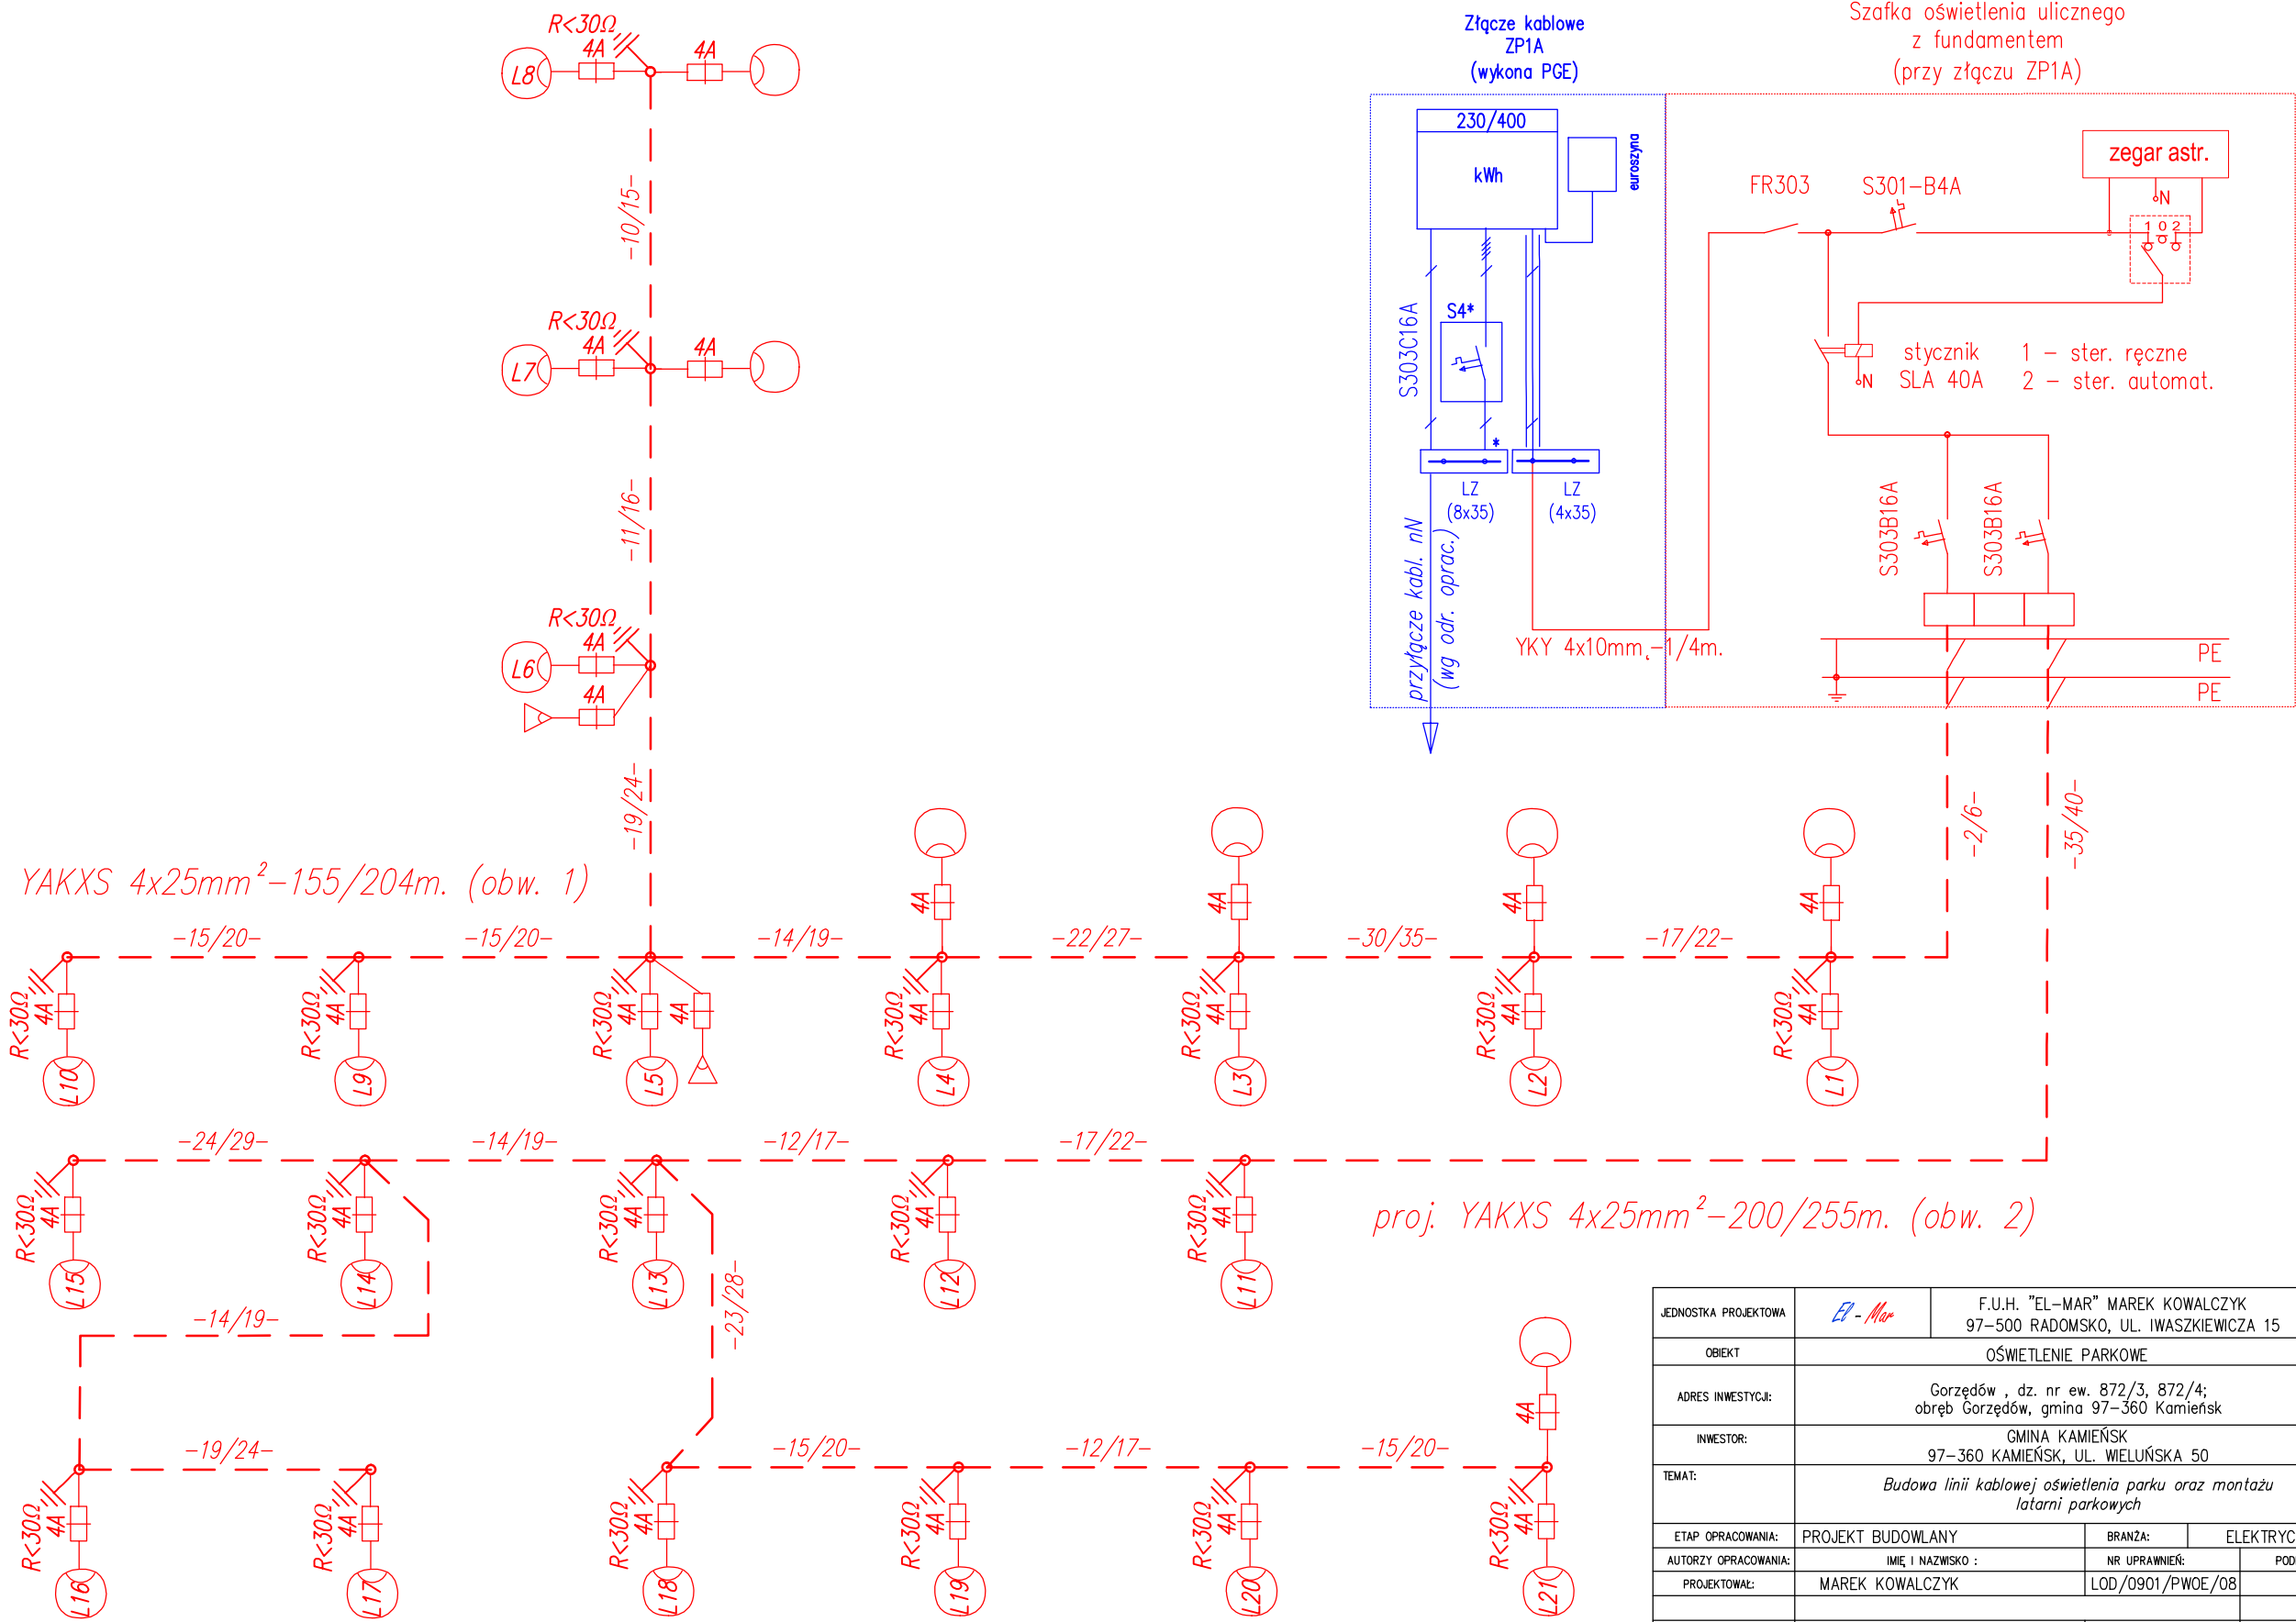 R<30Ω
4A
4A
L8
-10/15-
R<30Ω
4A
4A
L7
-11/16-
R<30Ω
4A
L6
4A
-19/24-
Złącze kablowe
ZP1A
(wykona PGE)
230/400
kWh
euroszyna
S303C16A
S4*
*
LZ
(8x35)
LZ
(4x35)
przyłącze kabl. nN
(wg odr. oprac.)
YKY 4x10mm,-1/4m.
Szafka oświetlenia ulicznego
z fundamentem
(przy złączu ZP1A)
zegar astr.
FR303
S301-B4A
N
1 0 2
stycznik
SLA 40A
N
1 - ster. ręczne
2 - ster. automat.
S303B16A
S303B16A
PE
PE
-2/6-
-35/40-
YAKXS 4x25mm²-155/204m. (obw. 1)
4A
4A
4A
4A
-15/20-
-15/20-
-14/19-
-22/27-
-30/35-
-17/22-
R<30Ω
4A
L10
R<30Ω
4A
L9
R<30Ω
4A
L5
4A
R<30Ω
4A
L4
R<30Ω
4A
L3
R<30Ω
4A
L2
R<30Ω
4A
L1
-24/29-
-14/19-
-12/17-
-17/22-
R<30Ω
4A
L15
R<30Ω
4A
L14
R<30Ω
4A
L13
R<30Ω
4A
L12
R<30Ω
4A
L11
proj. YAKXS 4x25mm²-200/255m. (obw. 2)
-14/19-
-23/28-
-19/24-
-15/20-
-12/17-
-15/20-
4A
R<30Ω
4A
L16
R<30Ω
4A
L17
R<30Ω
4A
L18
R<30Ω
4A
L19
R<30Ω
4A
L20
R<30Ω
4A
L21
JEDNOSTKA PROJEKTOWA
El - Mar
F.U.H. "EL-MAR" MAREK KOWALCZYK
97-500 RADOMSKO, UL. IWASZKIEWICZA 15
OBIEKT
OŚWIETLENIE PARKOWE
ADRES INWESTYCJI:
Gorzędów , dz. nr ew. 872/3, 872/4;
obręb Gorzędów, gmina 97-360 Kamieńsk
INWESTOR:
GMINA KAMIEŃSK
97-360 KAMIEŃSK, UL. WIELUŃSKA 50
TEMAT:
Budowa linii kablowej oświetlenia parku oraz montażu
latarni parkowych
ETAP OPRACOWANIA:
PROJEKT BUDOWLANY
BRANŻA:
ELEKTRYC
AUTORZY OPRACOWANIA:
IMIĘ I NAZWISKO :
NR UPRAWNIEŃ:
POD
PROJEKTOWAŁ:
MAREK KOWALCZYK
LOD/0901/PWOE/08